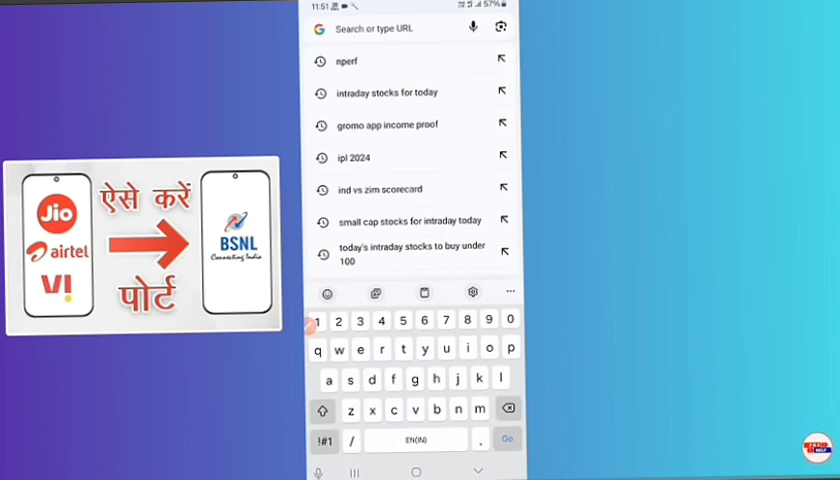 11:51
57%
Search or type URL
nperf
intraday stocks for today
gromo app income proof
ipl 2024
ind vs zim scorecard
small cap stocks for intraday today
today's intraday stocks to buy under
100
Jio
airtel
VI
ऐसे करें
पोर्ट
BSNL
Connecting India
1 2 3 4 5 6 7 8 9 0
q w e r t y u i o p
a s d f g h j k l
z x c v b n m
!#1 / EN(IN) . Go